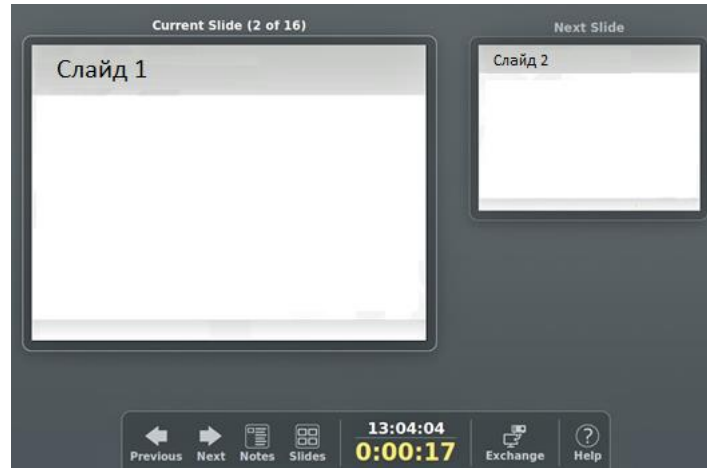 Current Slide (2 of 16)
Next Slide
Слайд 1
Слайд 2
13:04:04
0:00:17
Previous Next Notes Slides Exchange Help